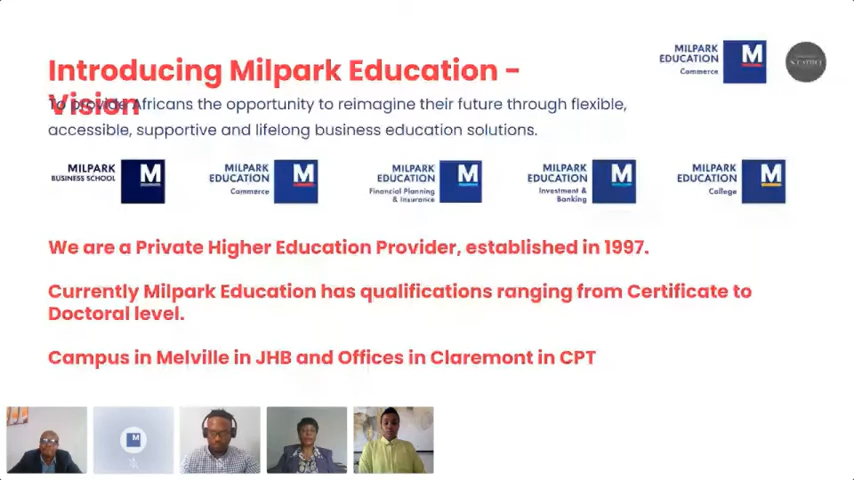 MILPARK
EDUCATION
Commerce
M
Introducing Milpark Education -
Vision
To provide Africans the opportunity to reimagine their future through flexible,
accessible, supportive and lifelong business education solutions.
MILPARK
BUSINESS SCHOOL
M
MILPARK
EDUCATION
Commerce
M
MILPARK
EDUCATION
Financial Planning
& Insurance
M
MILPARK
EDUCATION
Investment &
Banking
M
MILPARK
EDUCATION
College
M
We are a Private Higher Education Provider, established in 1997.
Currently Milpark Education has qualifications ranging from Certificate to
Doctoral level.
Campus in Melville in JHB and Offices in Claremont in CPT
M